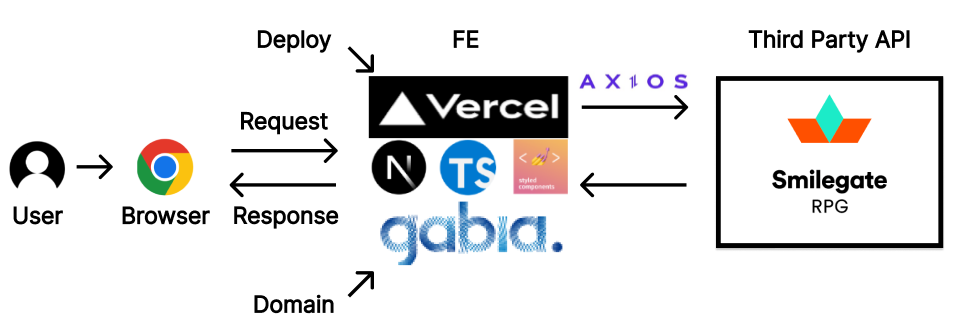 Deploy
FE
Third Party API
Vercel
AXIOS
Request
N
TS
styled
components
Smilegate
RPG
User
Browser
Response
gabia.
Domain